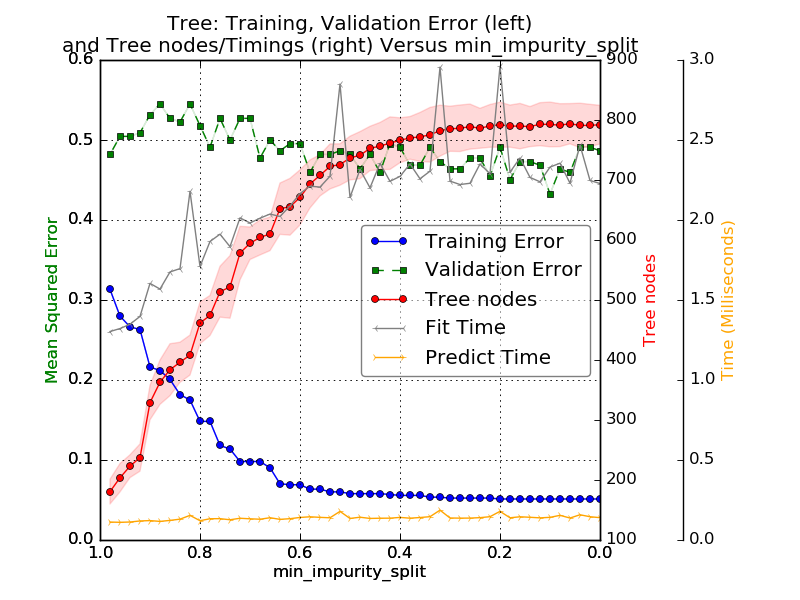 Tree: Training, Validation Error (left)
and Tree nodes/Timings (right) Versus min_impurity_split
0.6
0.5
0.4
0.3
0.2
0.1
0.0
Mean Squared Error
1.0
0.8
0.6
0.4
0.2
0.0
min_impurity_split
Training Error
Validation Error
Tree nodes
Fit Time
Predict Time
900
800
700
600
500
400
300
200
100
Tree nodes
3.0
2.5
2.0
1.5
1.0
0.5
0.0
Time (Milliseconds)